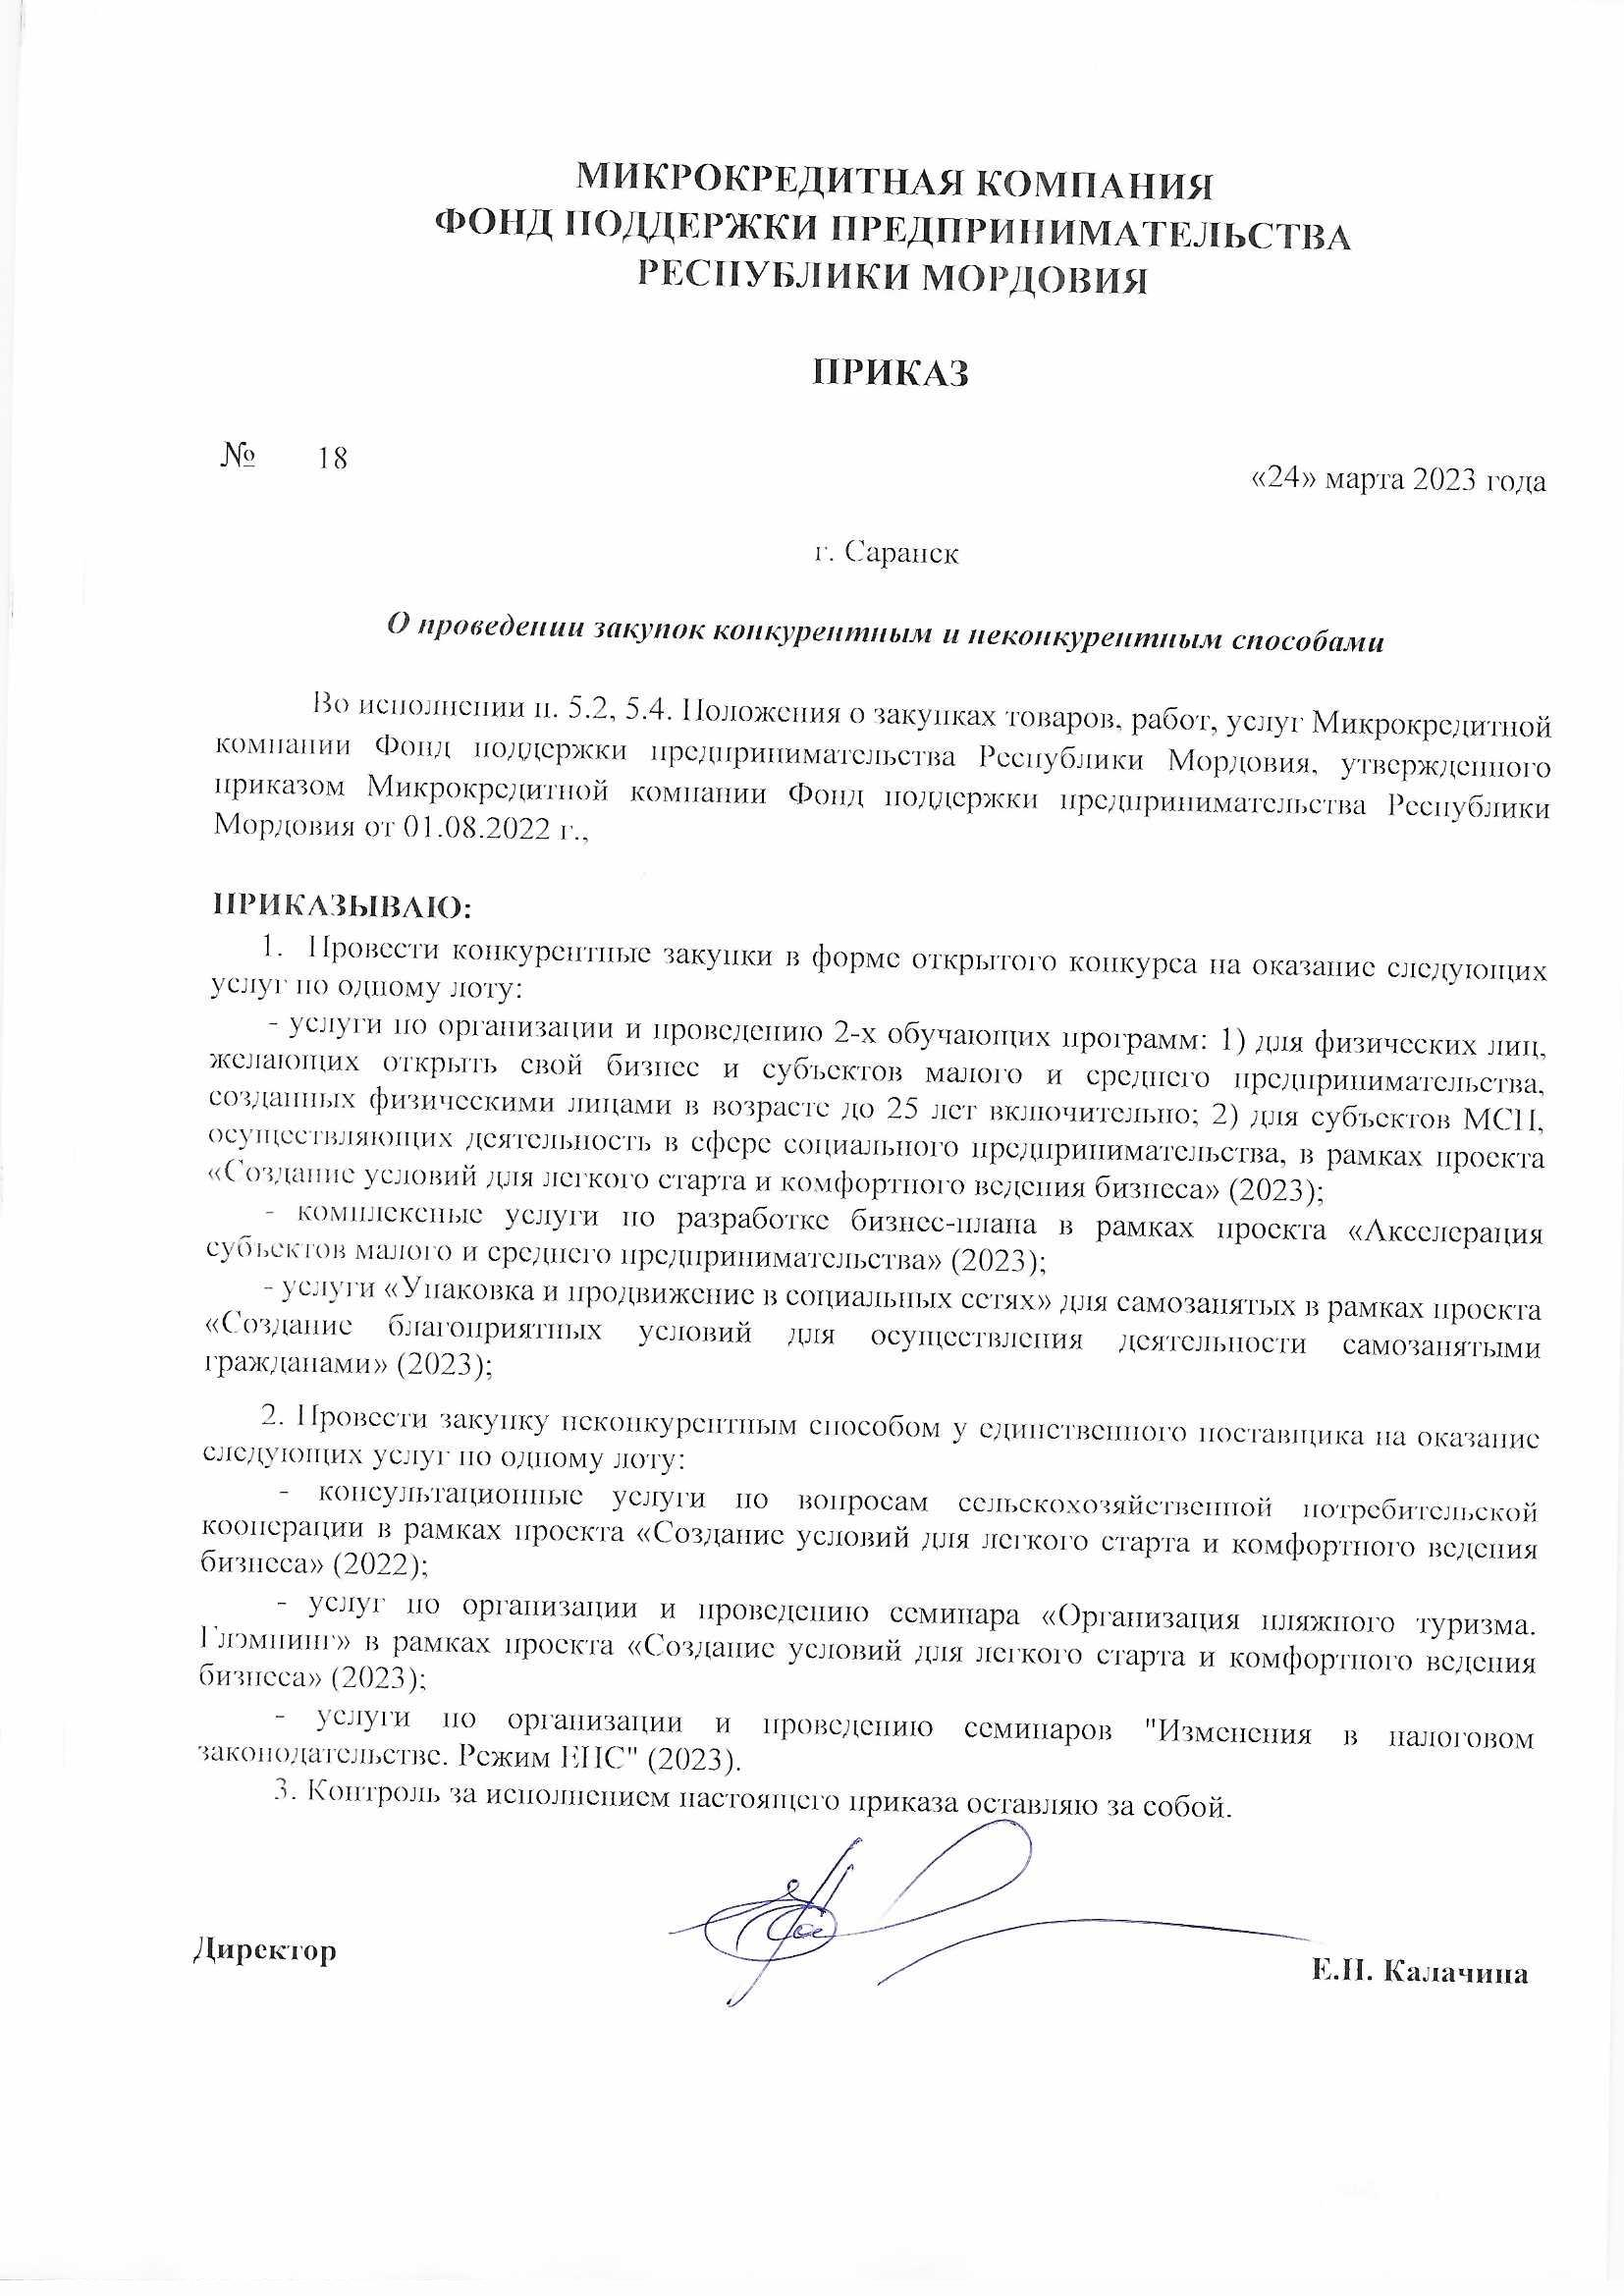 МИКРОКРЕДИТНАЯ КОМПАНИЯ
ФОНД ПОДДЕРЖКИ ПРЕДПРИНИМАТЕЛЬСТВА
РЕСПУБЛИКИ МОРДОВИЯ
ПРИКАЗ
№ 18
«24» марта 2023 года
г. Саранск
О проведении закупок конкурентным и неконкурентным способами
Во исполнении п. 5.2, 5.4. Положения о закупках товаров, работ, услуг Микрокредитной
компании Фонд поддержки предпринимательства Республики Мордовия, утвержденного
приказом Микрокредитной компании Фонд поддержки предпринимательства Республики
Мордовия от 01.08.2022 г.,
ПРИКАЗЫВАЮ:
1. Провести конкурентные закупки в форме открытого конкурса на оказание следующих
услуг по одному лоту:
- услуги по организации и проведению 2-х обучающих программ: 1) для физических лиц,
желающих открыть свой бизнес и субъектов малого и среднего предпринимательства,
созданных физическими лицами в возрасте до 25 лет включительно; 2) для субъектов МСП,
осуществляющих деятельность в сфере социального предпринимательства, в рамках проекта
«Создание условий для легкого старта и комфортного ведения бизнеса» (2023);
- комплексные услуги по разработке бизнес-плана в рамках проекта «Акселерация
субъектов малого и среднего предпринимательства» (2023);
- услуги «Упаковка и продвижение в социальных сетях» для самозанятых в рамках проекта
«Создание благоприятных условий для осуществления деятельности самозанятыми
гражданами» (2023);
2. Провести закупку неконкурентным способом у единственного поставщика на оказание
следующих услуг по одному лоту:
- консультационные услуги по вопросам сельскохозяйственной потребительской
кооперации в рамках проекта «Создание условий для легкого старта и комфортного ведения
бизнеса» (2022);
- услуг по организации и проведению семинара «Организация пляжного туризма.
Глэмпинг» в рамках проекта «Создание условий для легкого старта и комфортного ведения
бизнеса» (2023);
- услуги по организации и проведению семинаров "Изменения в налоговом
законодательстве. Режим ЕНС" (2023).
3. Контроль за исполнением настоящего приказа оставляю за собой.
Директор
Е.Н. Калачина